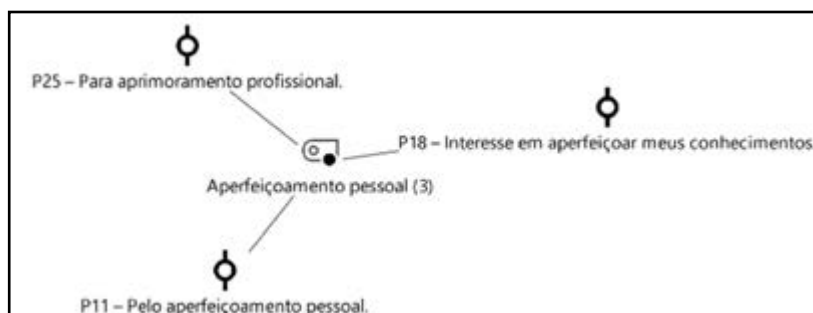 P25 – Para aprimoramento profissional.
P18 – Interesse em aperfeiçoar meus conhecimentos
Aperfeiçoamento pessoal (3)
P11 – Pelo aperfeiçoamento pessoal.